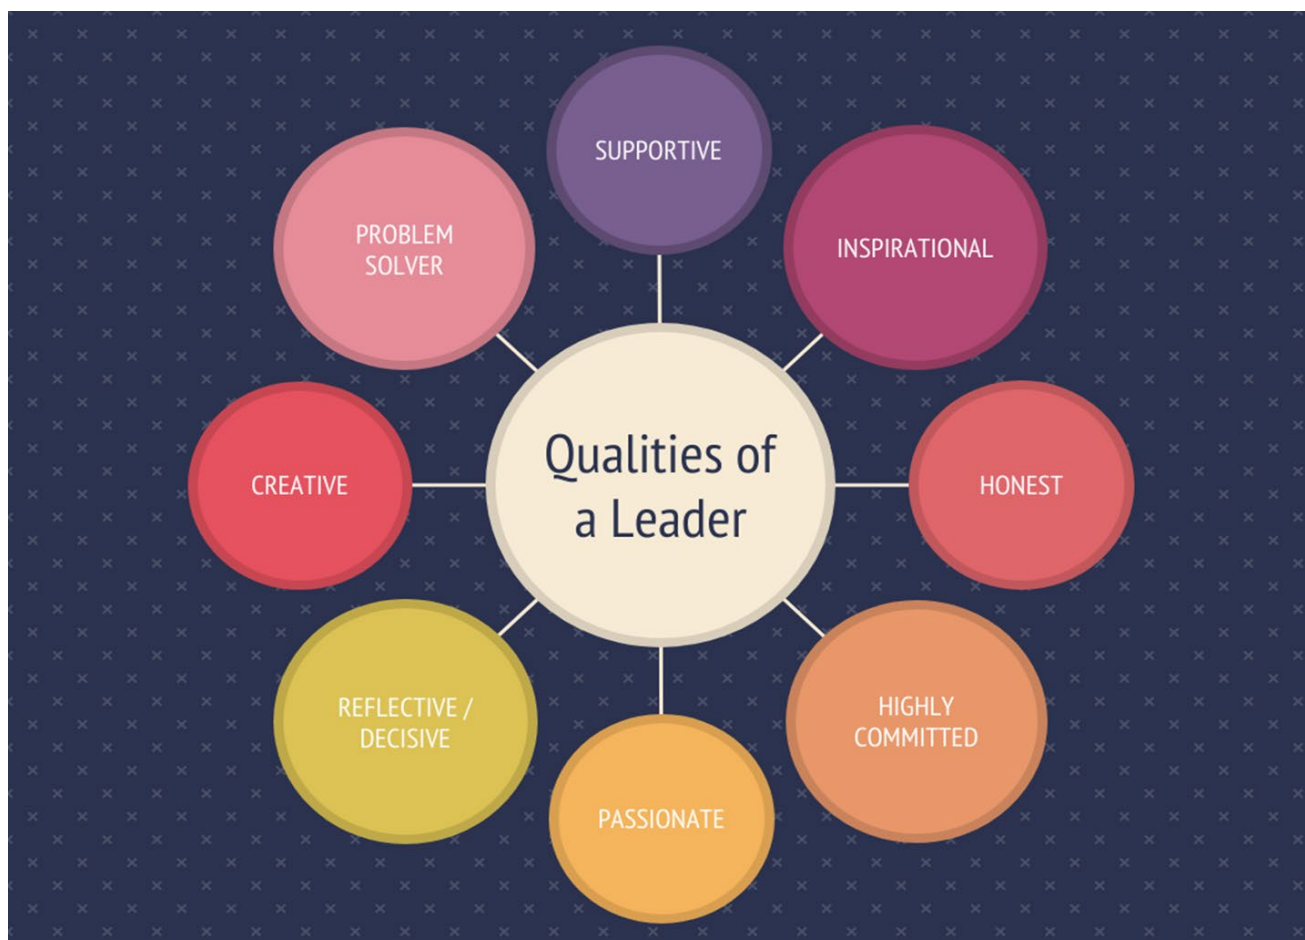 SUPPORTIVE
PROBLEM
SOLVER
INSPIRATIONAL
Qualities of
a Leader
CREATIVE
HONEST
REFLECTIVE /
DECISIVE
HIGHLY
COMMITTED
PASSIONATE